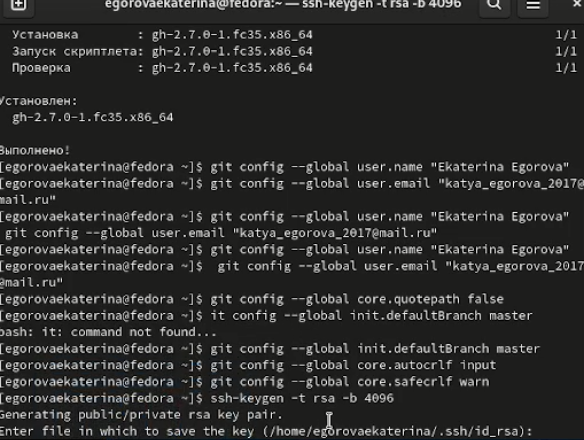 egorovaekaterina@fedora:~ — ssh-keygen -t rsa -b 4096
Установка : gh-2.7.0-1.fc35.x86_64 1/1
Запуск скриптлета: gh-2.7.0-1.fc35.x86_64 1/1
Проверка : gh-2.7.0-1.fc35.x86_64 1/1
Установлен:
gh-2.7.0-1.fc35.x86_64
Выполнено!
[egorovaekaterina@fedora ~]$ git config --global user.name "Ekaterina Egorova"
[egorovaekaterina@fedora ~]$ git config --global user.email "katya_egorova_2017@
mail.ru"
[egorovaekaterina@fedora ~]$ git config --global user.name "Ekaterina Egorova"
git config --global user.email "katya_egorova_2017@mail.ru"
[egorovaekaterina@fedora ~]$ git config --global user.name "Ekaterina Egorova"
[egorovaekaterina@fedora ~]$  git config --global user.email "katya_egorova_2017
@mail.ru"
[egorovaekaterina@fedora ~]$ git config --global core.quotepath false
[egorovaekaterina@fedora ~]$ it config --global init.defaultBranch master
bash: it: command not found...
[egorovaekaterina@fedora ~]$ git config --global init.defaultBranch master
[egorovaekaterina@fedora ~]$ git config --global core.autocrlf input
[egorovaekaterina@fedora ~]$ git config --global core.safecrlf warn
[egorovaekaterina@fedora ~]$ ssh-keygen -t rsa -b 4096
Generating public/private rsa key pair.
Enter file in which to save the key (/home/egorovaekaterina/.ssh/id_rsa):